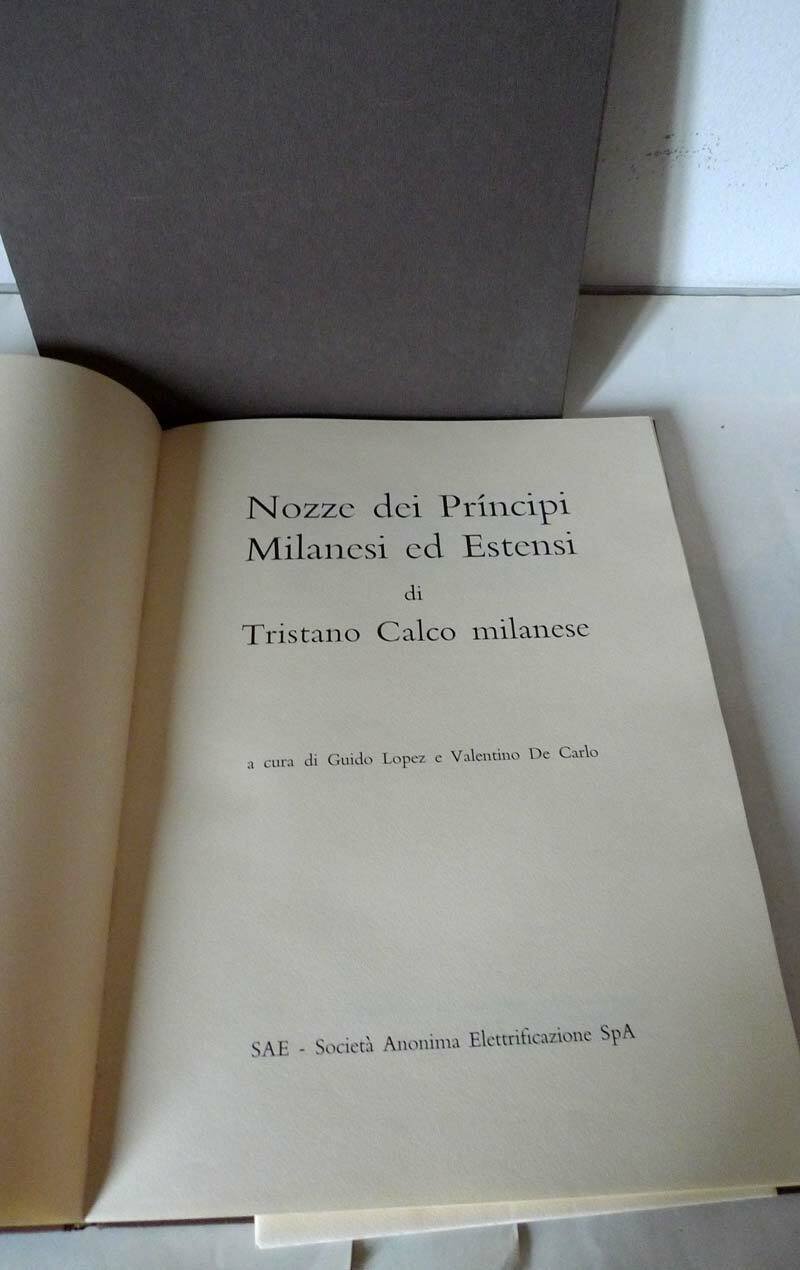 Nozze dei Príncipi
Milanesi ed Estensi
di
Tristano Calco milanese
a cura di Guido Lopez e Valentino De Carlo
SAE - Società Anonima Elettrificazione SpA